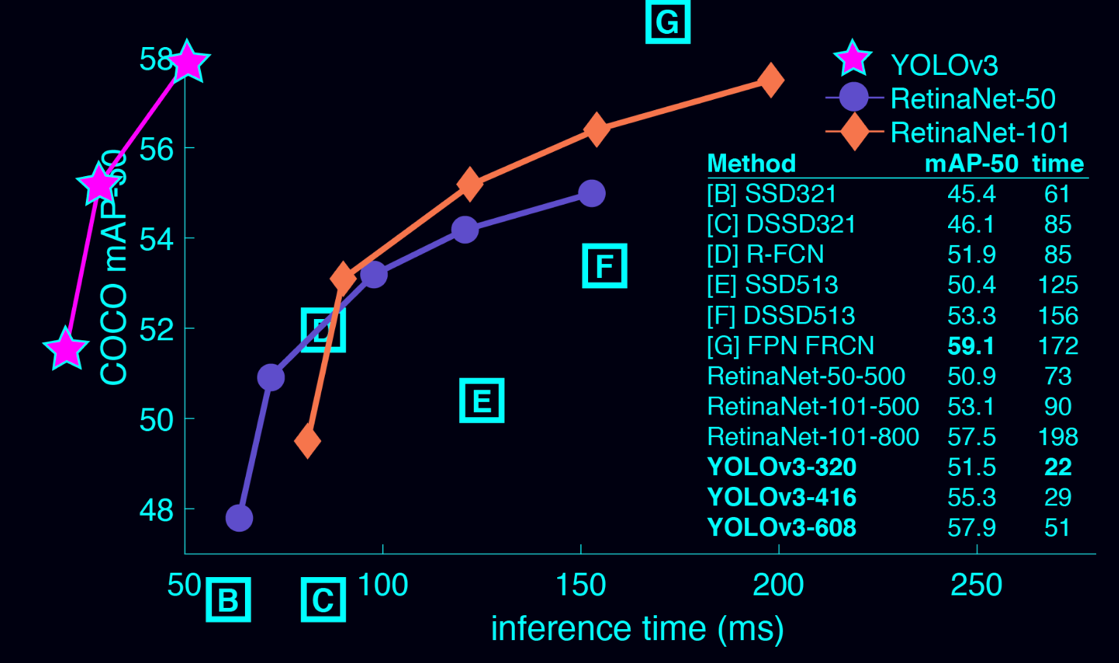 G
58
56
54
52
50
48
COCO mAP-50
D
E
F
B
C
50
100
150
200
250
inference time (ms)
YOLOv3
RetinaNet-50
RetinaNet-101
Method mAP-50 time
[B] SSD321 45.4 61
[C] DSSD321 46.1 85
[D] R-FCN 51.9 85
[E] SSD513 50.4 125
[F] DSSD513 53.3 156
[G] FPN FRCN 59.1 172
RetinaNet-50-500 50.9 73
RetinaNet-101-500 53.1 90
RetinaNet-101-800 57.5 198
YOLOv3-320 51.5 22
YOLOv3-416 55.3 29
YOLOv3-608 57.9 51